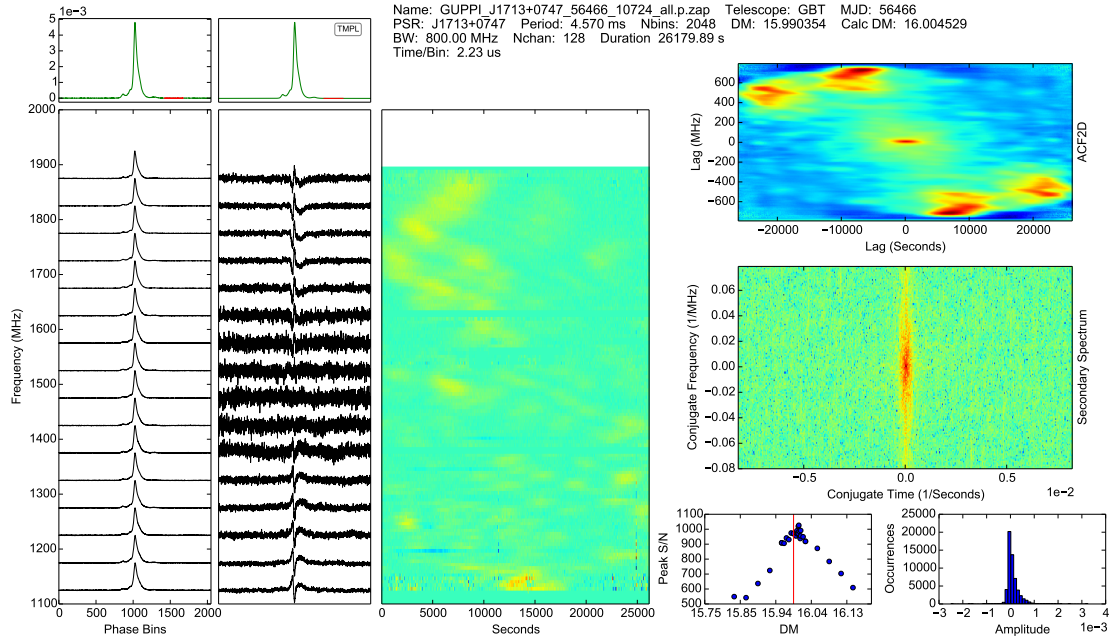 Name: GUPPI_J1713+0747_56466_10724_all.p.zap Telescope: GBT MJD: 56466
PSR: J1713+0747 Period: 4.570 ms Nbins: 2048 DM: 15.990354 Calc DM: 16.004529
BW: 800.00 MHz Nchan: 128 Duration 26179.89 s
Time/Bin: 2.23 us
1e−3
5
4
3
2
1
0
TMPL
Frequency (MHz)
2000
1900
1800
1700
1600
1500
1400
1300
1200
1100
0 500 1000 1500 2000
Phase Bins
0 5000 10000 15000 20000 25000
Seconds
Lag (MHz)
600
400
200
0
−200
−400
−600
ACF2D
−20000 −10000 0 10000 20000
Lag (Seconds)
Conjugate Frequency (1/MHz)
0.06
0.04
0.02
0.00
−0.02
−0.04
−0.06
−0.08
Secondary Spectrum
−0.5 0.0 0.5
1e−2
Conjugate Time (1/Seconds)
Peak S/N
1100
1000
900
800
700
600
500
15.75 15.84 15.94 16.04 16.13
DM
Occurrences
25000
20000
15000
10000
5000
0
−3 −2 −1 0 1 2 3 4
1e−3
Amplitude